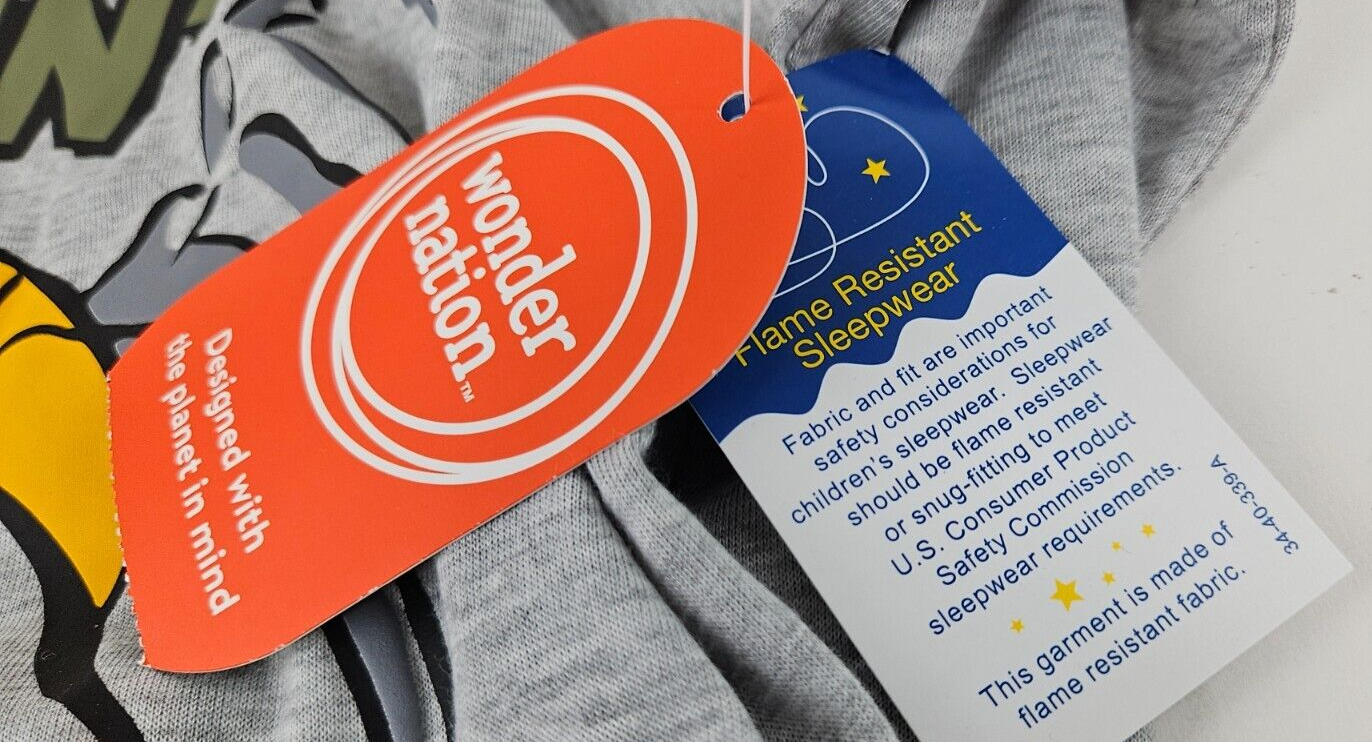 wonder
nation™
Designed with
the planet in mind
Flame Resistant
Sleepwear
Fabric and fit are important
safety considerations for
children's sleepwear. Sleepwear
should be flame resistant
or snug-fitting to meet
U.S. Consumer Product
Safety Commission
sleepwear requirements.
This garment is made of
flame resistant fabric.
34-40-339-A